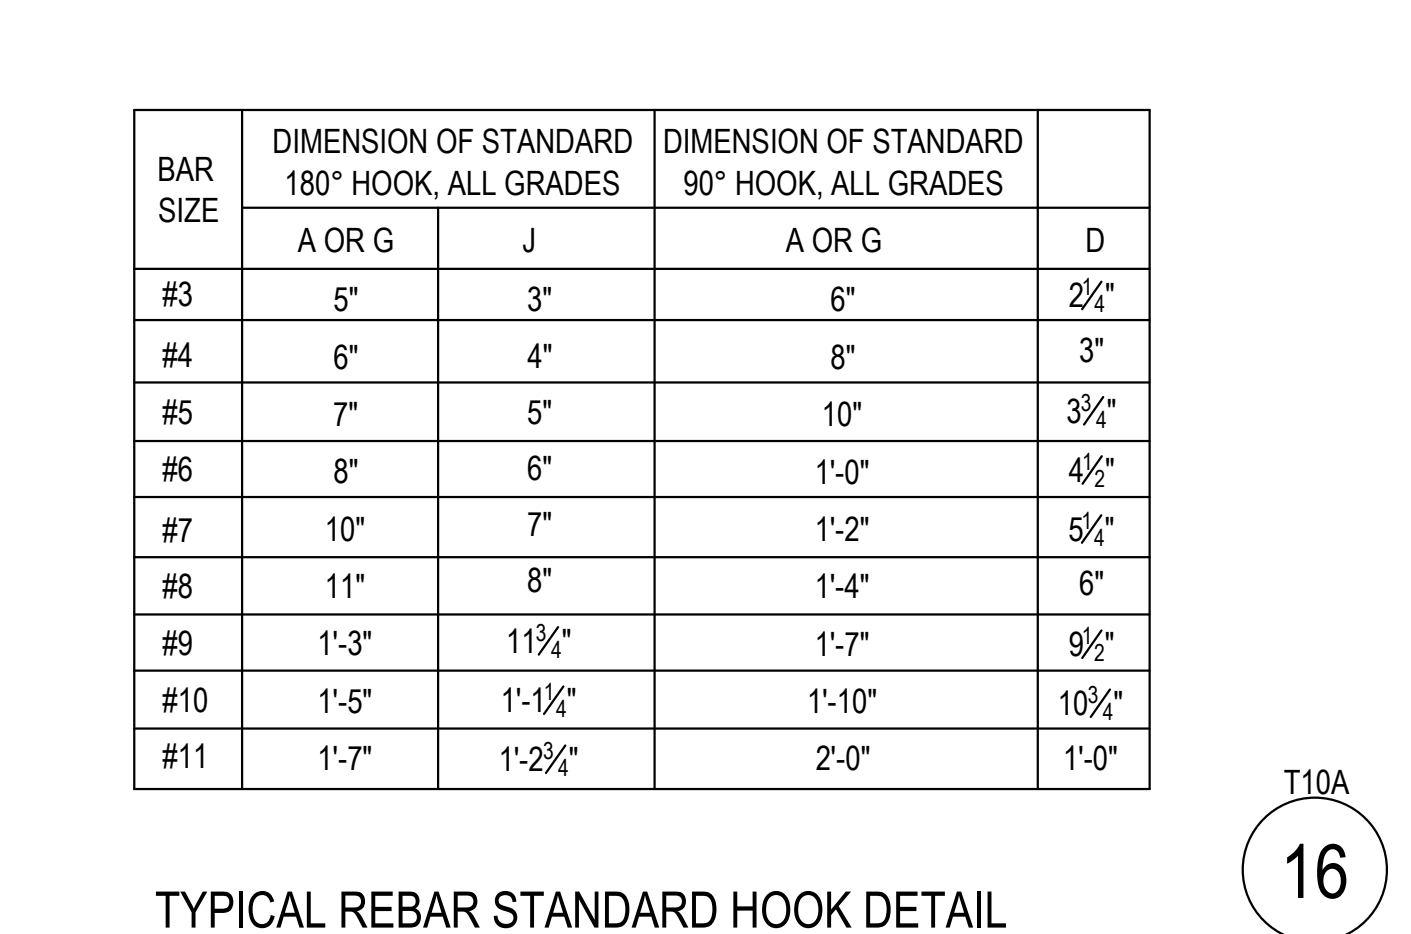 BAR SIZE | DIMENSION OF STANDARD 180° HOOK, ALL GRADES | DIMENSION OF STANDARD 90° HOOK, ALL GRADES
A OR G | J | A OR G | D
#3 | 5" | 3" | 6" | 2¼"
#4 | 6" | 4" | 8" | 3"
#5 | 7" | 5" | 10" | 3¾"
#6 | 8" | 6" | 1'-0" | 4½"
#7 | 10" | 7" | 1'-2" | 5¼"
#8 | 11" | 8" | 1'-4" | 6"
#9 | 1'-3" | 11¾" | 1'-7" | 9½"
#10 | 1'-5" | 1'-1¼" | 1'-10" | 10¾"
#11 | 1'-7" | 1'-2¾" | 2'-0" | 1'-0"
T10A
16
TYPICAL REBAR STANDARD HOOK DETAIL